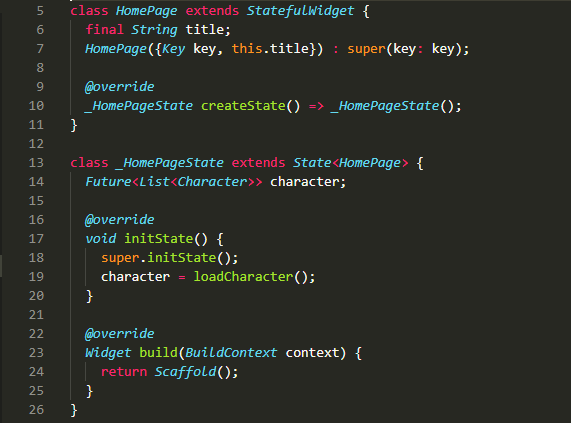 5 class HomePage extends StatefulWidget {
6   final String title;
7   HomePage({Key key, this.title}) : super(key: key);
8
9   @override
10   _HomePageState createState() => _HomePageState();
11 }
12
13 class _HomePageState extends State<HomePage> {
14   Future<List<Character>> character;
15
16   @override
17   void initState() {
18     super.initState();
19     character = loadCharacter();
20   }
21
22   @override
23   Widget build(BuildContext context) {
24     return Scaffold();
25   }
26 }